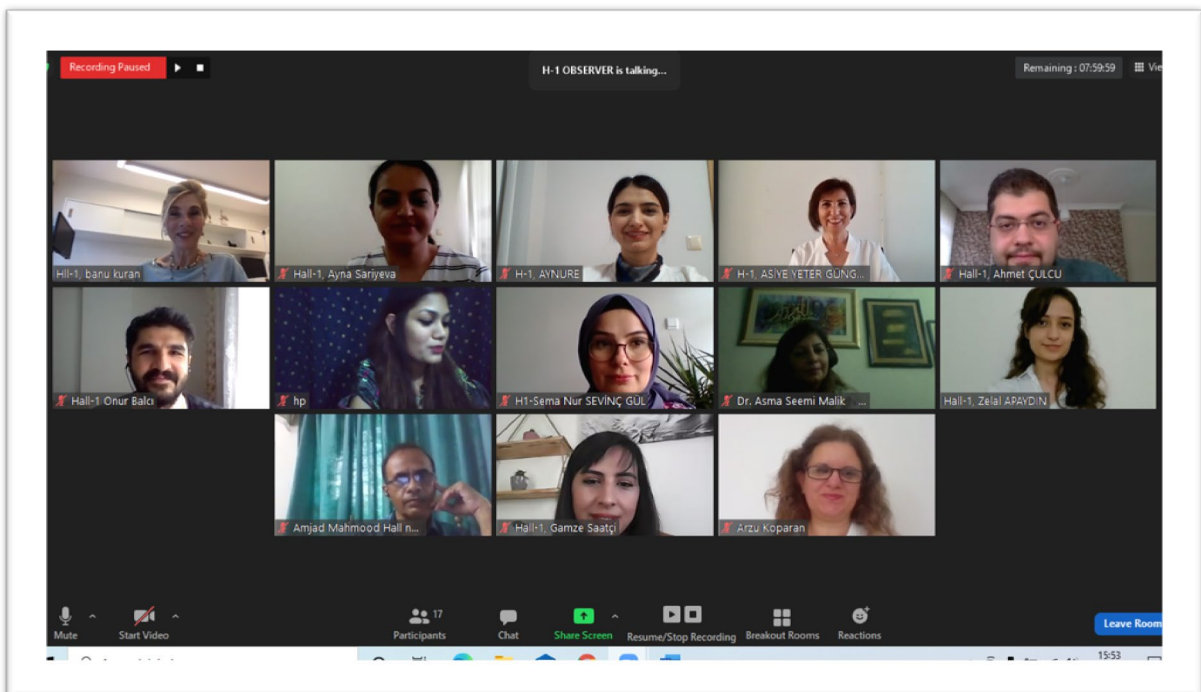 Recording Paused
H-1 OBSERVER is talking...
Remaining : 07:59:59
Vie
Hll-1, banu kuran
Hall-1, Ayna Sariyeva
H-1, AYNURE
H-1, ASİYE YETER GÜNG...
Hall-1, Ahmet ÇULCU
Hall-1 Onur Balcı
hp
H1-Sema Nur SEVİNÇ GÜL
Dr. Asma Seemi Malik ...
Hall-1, Zelal APAYDIN
Amjad Mahmood Hall n...
Hall-1, Gamze Saatçi
Arzu Koparan
Mute
Start Video
17
Participants
Chat
Share Screen
Resume/Stop Recording
Breakout Rooms
Reactions
Leave Room
15:53